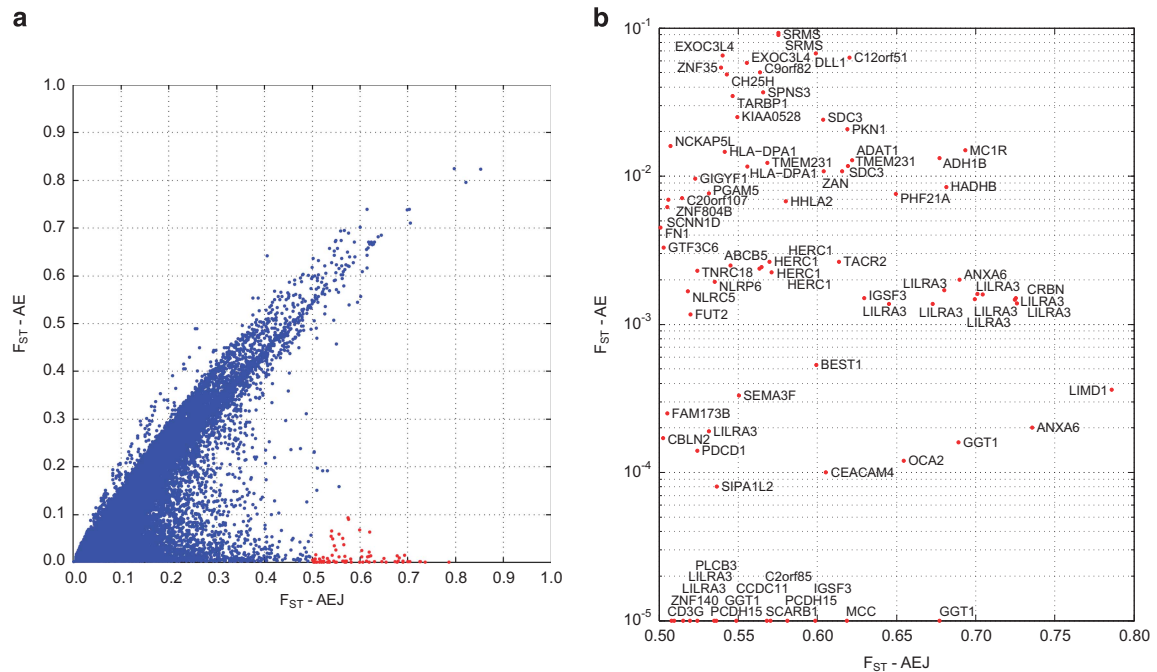 a
1.0
0.9
0.8
0.7
0.6
0.5
0.4
0.3
0.2
0.1
0.0
F_ST - AE
0.0 0.1 0.2 0.3 0.4 0.5 0.6 0.7 0.8 0.9 1.0
F_ST - AEJ
b
10^-1
10^-2
10^-3
10^-4
10^-5
F_ST - AE
SRMS
EXOC3L4 SRMS
EXOC3L4 DLL1 C12orf51
ZNF35 C9orf82
CH25H
SPNS3
TARBP1
KIAA0528 SDC3
PKN1
NCKAP5L
HLA-DPA1 ADAT1 MC1R
TMEM231 TMEM231 ADH1B
HLA-DPA1 SDC3
GIGYF1 ZAN
PGAM5 HADHB
C20orf107 HHLA2 PHF21A
ZNF804B
SCNN1D
FN1
GTF3C6 HERC1
ABCB5 HERC1 TACR2
TNRC18 HERC1 ANXA6
NLRP6 HERC1 LILRA3 LILRA3 CRBN
NLRC5 IGSF3 LILRA3
FUT2 LILRA3 LILRA3 LILRA3 LILRA3
LILRA3
BEST1
SEMA3F LIMD1
FAM173B
LILRA3 ANXA6
CBLN2
PDCD1 GGT1
OCA2
CEACAM4
SIPA1L2
PLCB3
LILRA3 C2orf85
LILRA3 CCDC11 IGSF3
ZNF140 GGT1 PCDH15
CD3G PCDH15 SCARB1 MCC GGT1
0.50 0.55 0.60 0.65 0.70 0.75 0.80
F_ST - AEJ